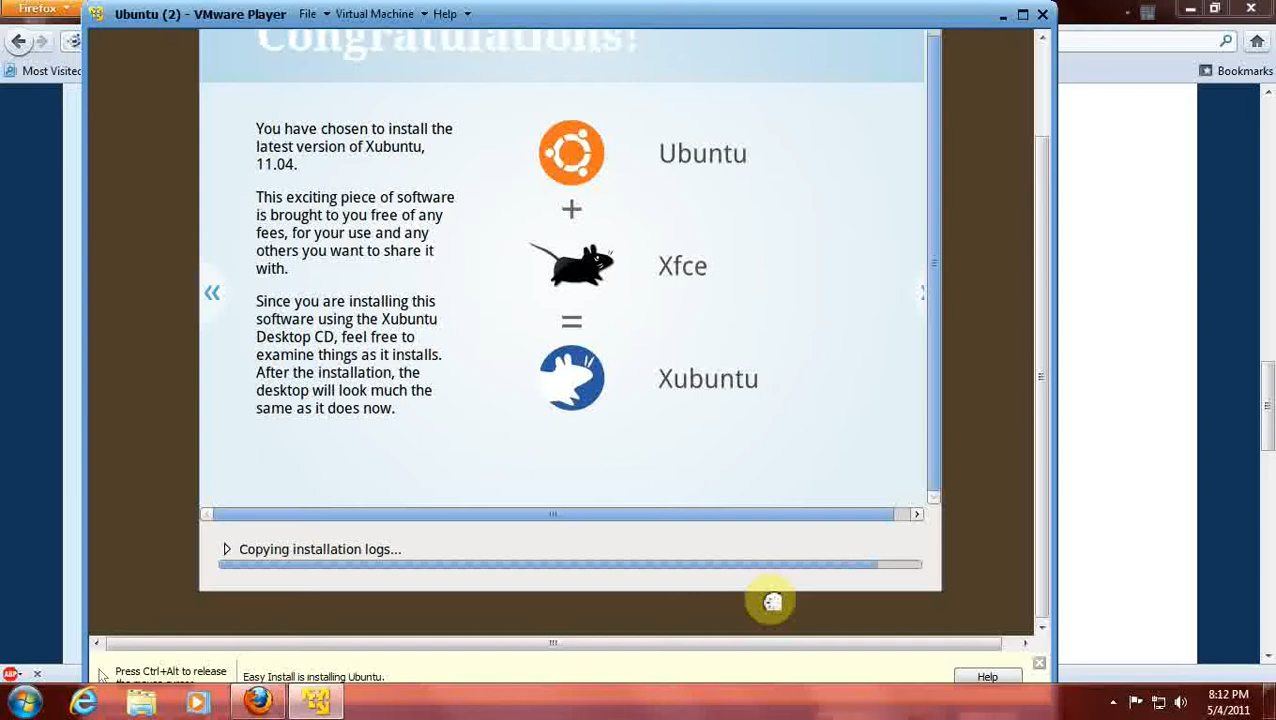 Firefox
Ubuntu (2) - VMware Player File Virtual Machine Help
Most Visited
Bookmarks
Congratulations!
You have chosen to install the
latest version of Xubuntu,
11.04.
This exciting piece of software
is brought to you free of any
fees, for your use and any
others you want to share it
with.
Since you are installing this
software using the Xubuntu
Desktop CD, feel free to
examine things as it installs.
After the installation, the
desktop will look much the
same as it does now.
Ubuntu
+
Xfce
=
Xubuntu
Copying installation logs...
Press Ctrl+Alt to release
Easy Install is installing Ubuntu.
Help
ABP
8:12 PM
5/4/2011